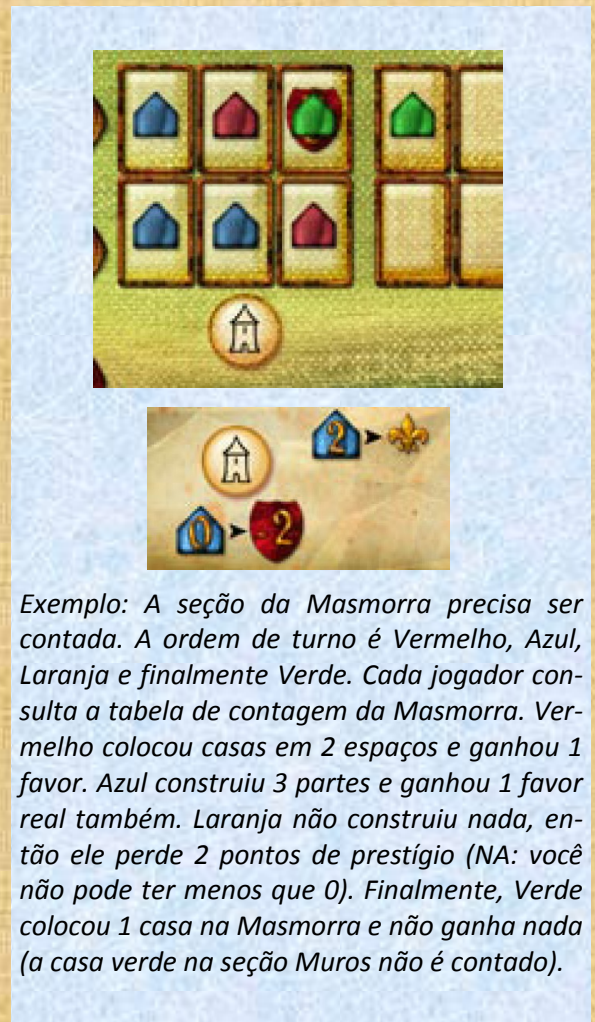 2
0
-2
Exemplo: A seção da Masmorra precisa ser
contada. A ordem de turno é Vermelho, Azul,
Laranja e finalmente Verde. Cada jogador con-
sulta a tabela de contagem da Masmorra. Ver-
melho colocou casas em 2 espaços e ganhou 1
favor. Azul construiu 3 partes e ganhou 1 favor
real também. Laranja não construiu nada, en-
tão ele perde 2 pontos de prestígio (NA: você
não pode ter menos que 0). Finalmente, Verde
colocou 1 casa na Masmorra e não ganha nada
(a casa verde na seção Muros não é contado).